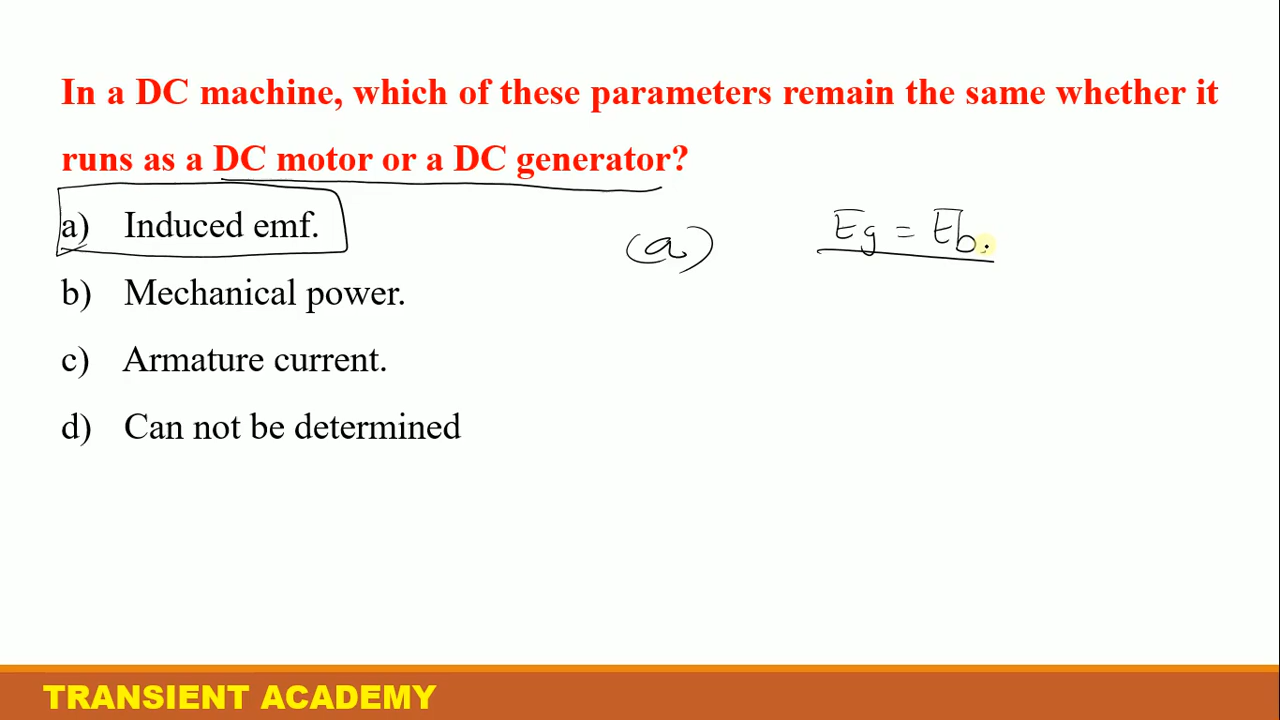 In a DC machine, which of these parameters remain the same whether it
runs as a DC motor or a DC generator?
a) Induced emf.
(a) Eg = Eb.
b) Mechanical power.
c) Armature current.
d) Can not be determined
TRANSIENT ACADEMY